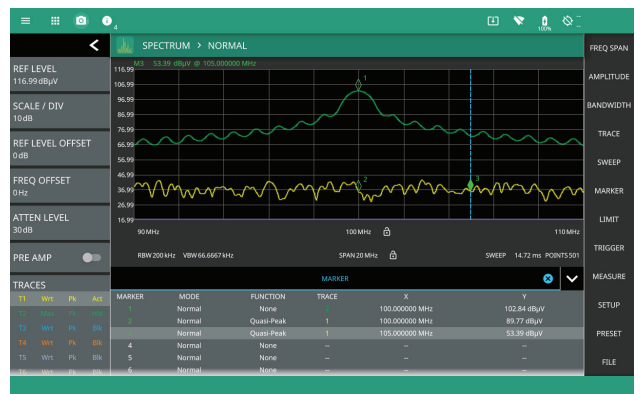 4
100%
SPECTRUM > NORMAL
FREQ SPAN
M3 53.39 dBµV @ 105.000000 MHz
REF LEVEL
116.99 dBµV
SCALE / DIV
10 dB
REF LEVEL OFFSET
0 dB
FREQ OFFSET
0 Hz
ATTEN LEVEL
30 dB
PRE AMP
TRACES
T1 Wrt Pk Act
T2
T3 Wrt Pk Blk
T4 Wrt Pk Blk
T5 Wrt Pk Blk
T6 Wrt Pk Blk
116.99
106.99
96.99
86.99
76.99
66.99
56.99
46.99
36.99
26.99
16.99
1
2
3
90 MHz 100 MHz 110 MHz
RBW 200 kHz VBW 66.6667 kHz SPAN 20 MHz SWEEP 14.72 ms POINTS 501
MARKER
MARKER MODE FUNCTION TRACE X Y
1 Normal None 2 100.000000 MHz 102.84 dBµV
2 Normal Quasi-Peak 1 100.000000 MHz 89.77 dBµV
Normal Quasi-Peak 1 105.000000 MHz 53.39 dBµV
4 Normal None -- --
5 Normal None -- --
6 Normal None -- --
AMPLITUDE
BANDWIDTH
TRACE
SWEEP
MARKER
LIMIT
TRIGGER
MEASURE
SETUP
PRESET
FILE